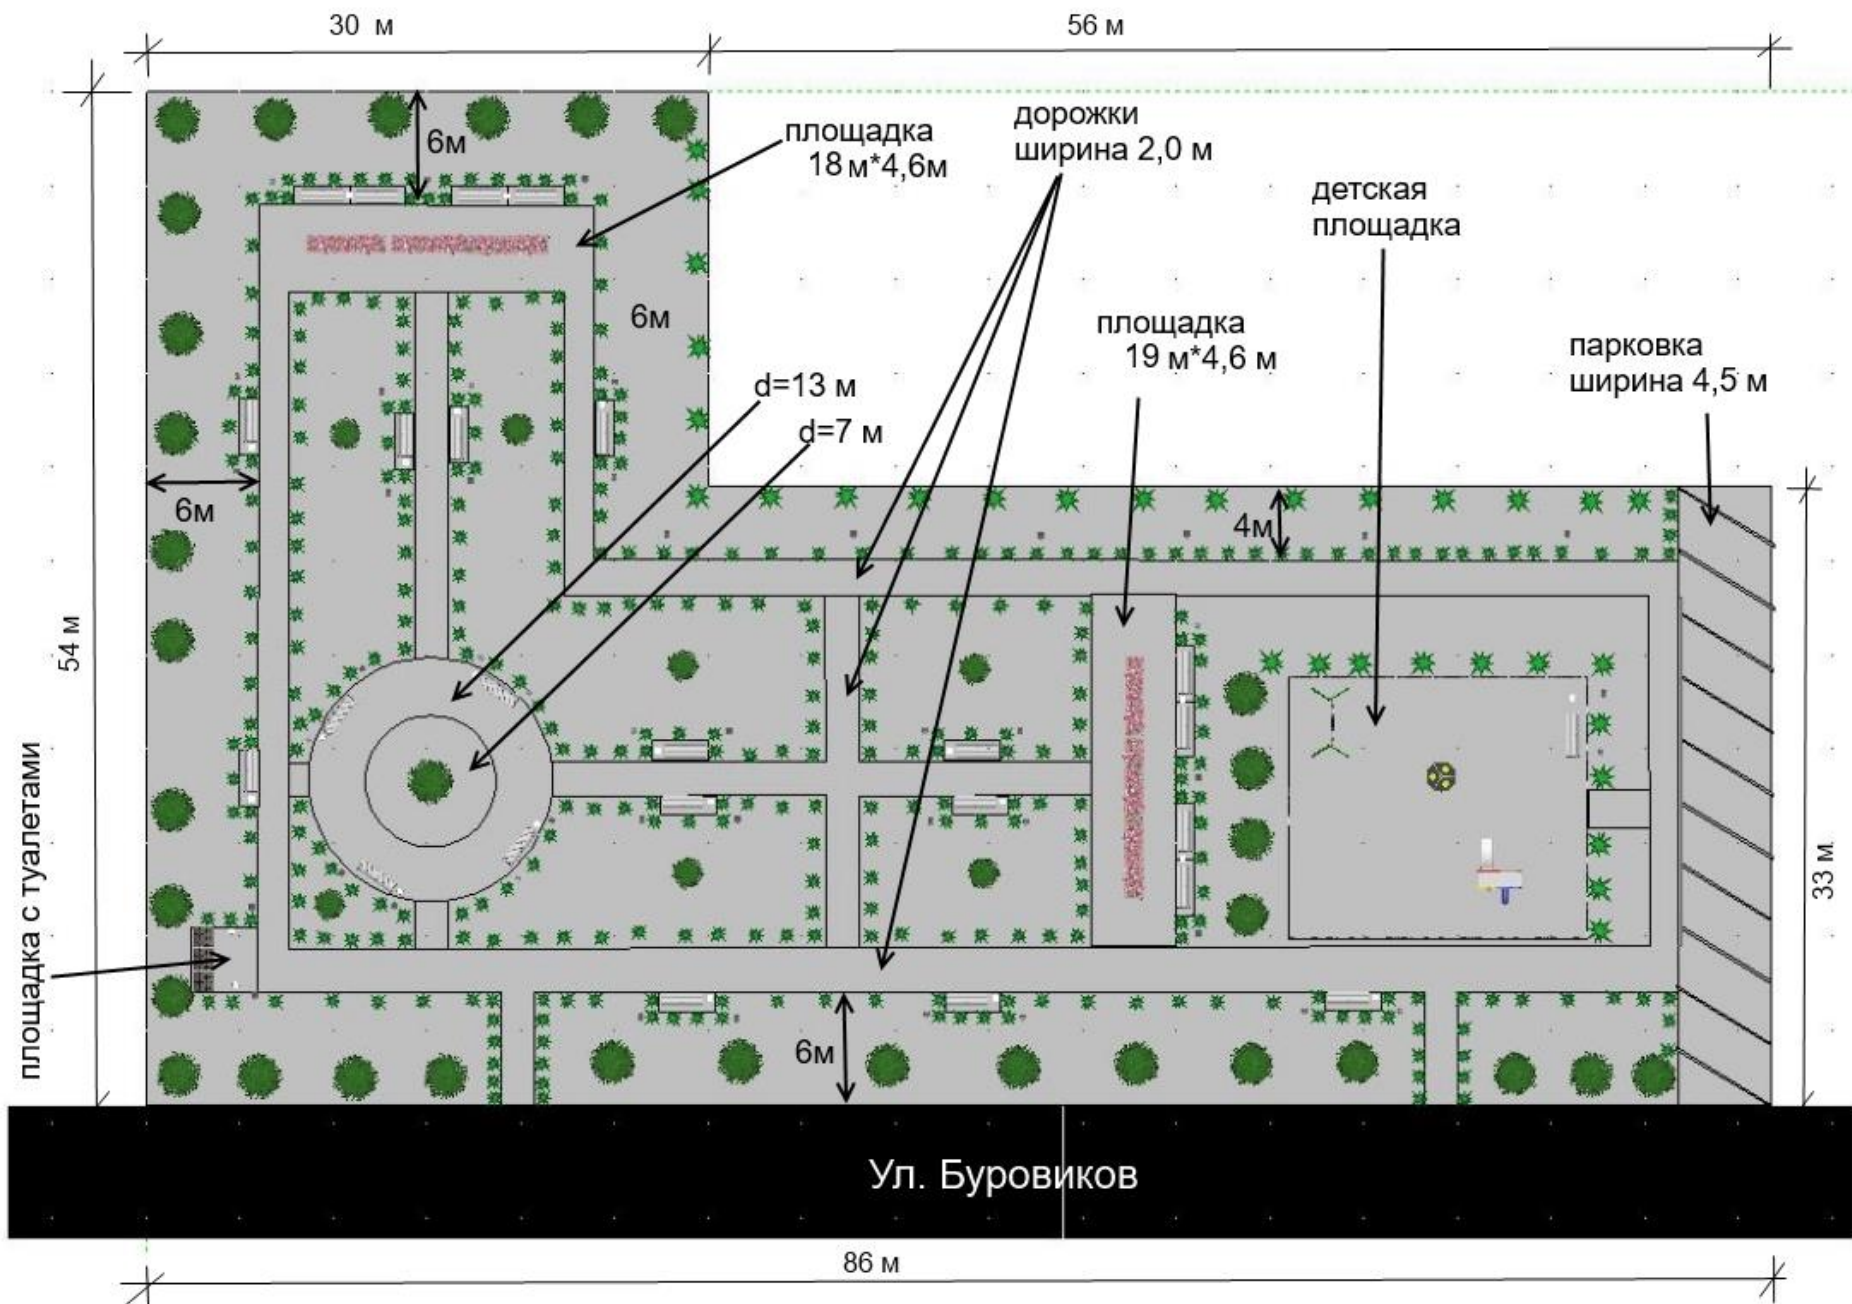 30 м
56 м
6м
площадка
18 м*4,6м
дорожки
ширина 2,0 м
детская
площадка
6м
площадка
19 м*4,6 м
парковка
ширина 4,5 м
d=13 м
d=7 м
6м
4м
54 м
33 м
площадка с туалетами
6м
Ул. Буровиков
86 м